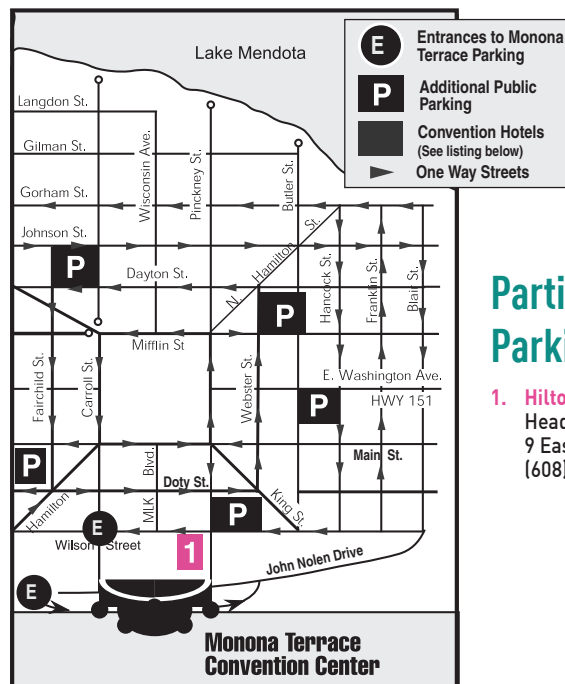 Lake Mendota
E
Entrances to Monona
Terrace Parking
P
Additional Public
Parking
Convention Hotels
(See listing below)
One Way Streets
Langdon St.
Gilman St.
Gorham St.
Johnson St.
Wisconsin Ave.
Pinckney St.
Butler St.
P
Dayton St.
N. Hamilton St.
Hancock St.
Franklin St.
Blair St.
P
Mifflin St
Fairchild St.
Carroll St.
Webster St.
E. Washington Ave.
HWY 151
P
Main St.
P
Hamilton
MLK Blvd.
Doty St.
P
King St.
E
Wilson Street
1
John Nolen Drive
E
Monona Terrace
Convention Center
Parti
Parki
1. Hilto
Head
9 Eas
(608)